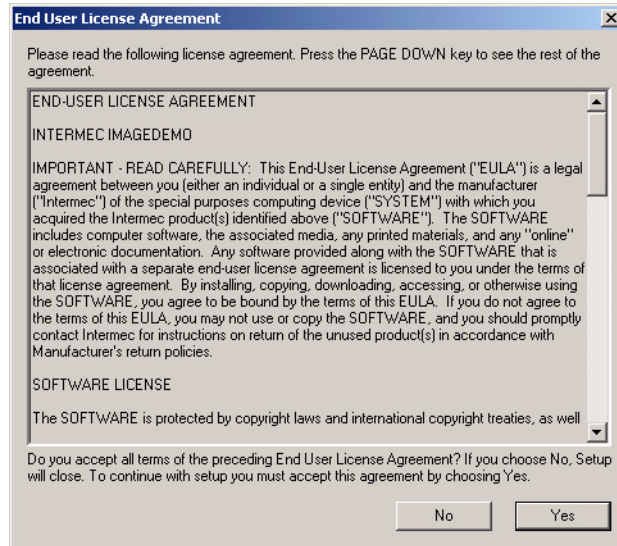 End User License Agreement
Please read the following license agreement. Press the PAGE DOWN key to see the rest of the
agreement.
END-USER LICENSE AGREEMENT
INTERMEC IMAGEDEMO
IMPORTANT - READ CAREFULLY:  This End-User License Agreement ("EULA") is a legal
agreement between you (either an individual or a single entity) and the manufacturer
("Intermec") of the special purposes computing device ("SYSTEM") with which you
acquired the Intermec product(s) identified above ("SOFTWARE").  The SOFTWARE
includes computer software, the associated media, any printed materials, and any "online"
or electronic documentation.  Any software provided along with the SOFTWARE that is
associated with a separate end-user license agreement is licensed to you under the terms of
that license agreement.  By installing, copying, downloading, accessing, or otherwise using
the SOFTWARE, you agree to be bound by the terms of this EULA.  If you do not agree to
the terms of this EULA, you may not use or copy the SOFTWARE, and you should promptly
contact Intermec for instructions on return of the unused product(s) in accordance with
Manufacturer's return policies.
SOFTWARE LICENSE
The SOFTWARE is protected by copyright laws and international copyright treaties, as well
Do you accept all terms of the preceding End User License Agreement? If you choose No, Setup
will close. To continue with setup you must accept this agreement by choosing Yes.
No
Yes